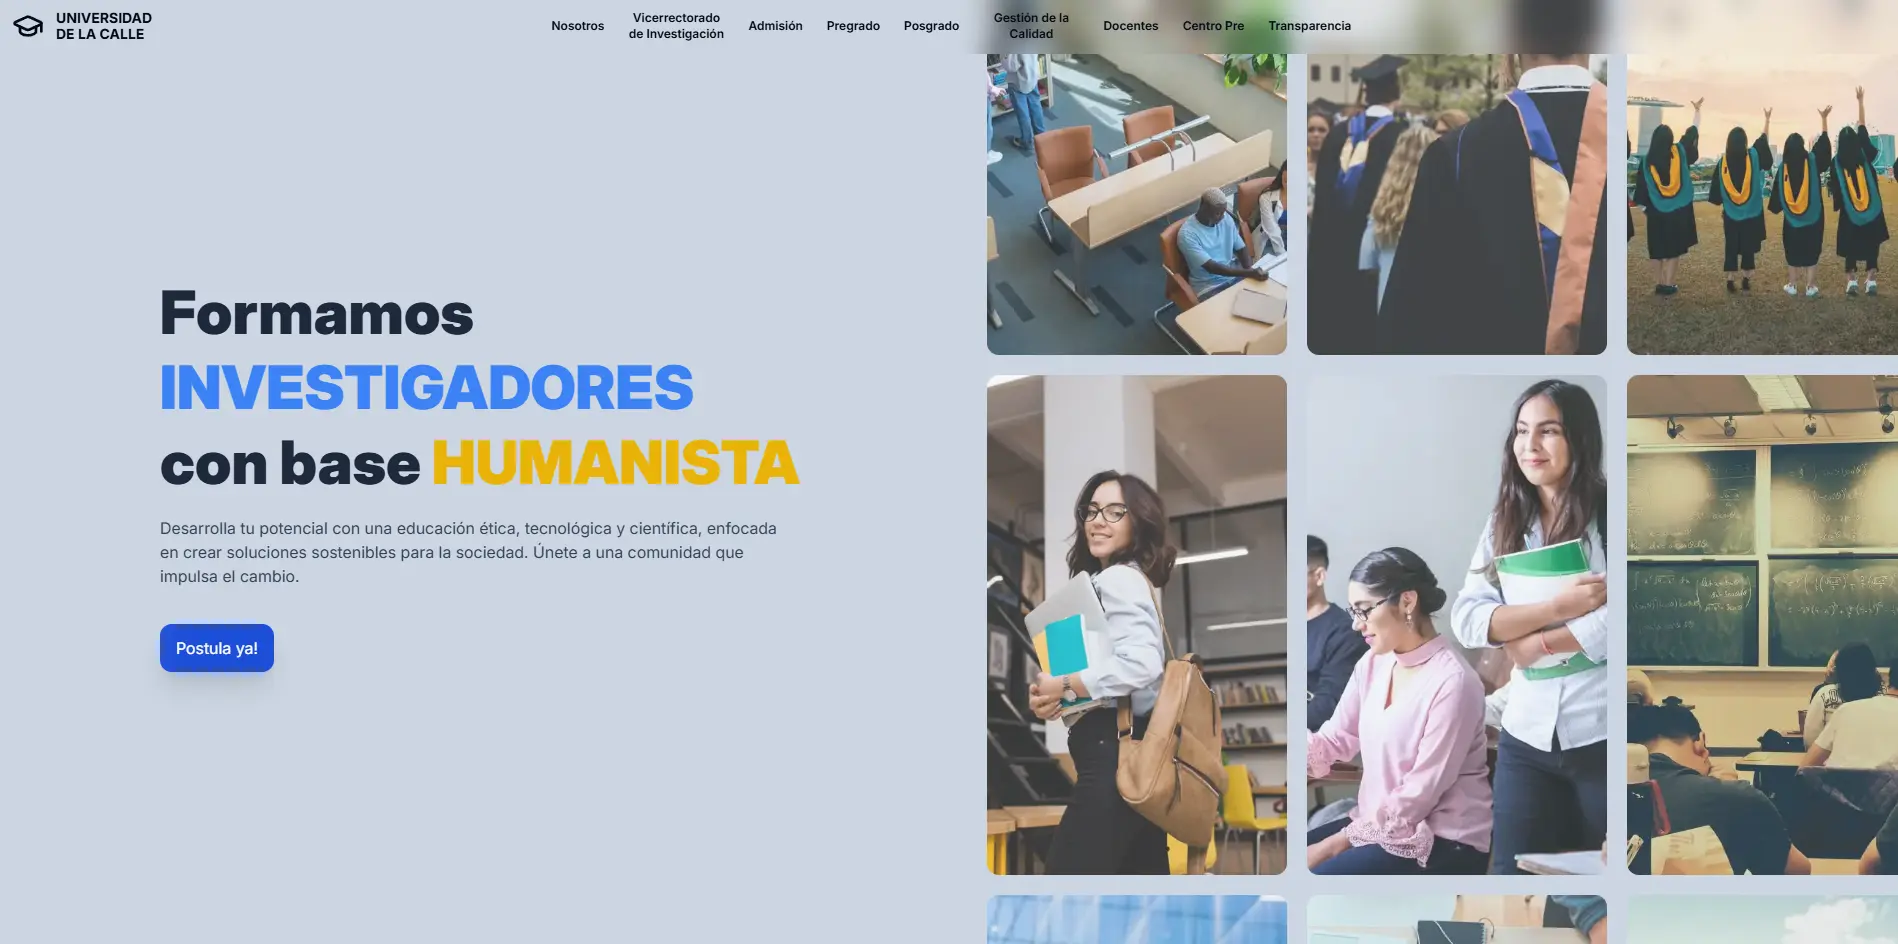 UNIVERSIDAD
DE LA CALLE
Nosotros
Vicerrectorado
de Investigación
Admisión
Pregrado
Posgrado
Gestión de la
Calidad
Docentes
Centro Pre
Transparencia
Formamos
INVESTIGADORES
con base HUMANISTA
Desarrolla tu potencial con una educación ética, tecnológica y científica, enfocada
en crear soluciones sostenibles para la sociedad. Únete a una comunidad que
impulsa el cambio.
Postula ya!